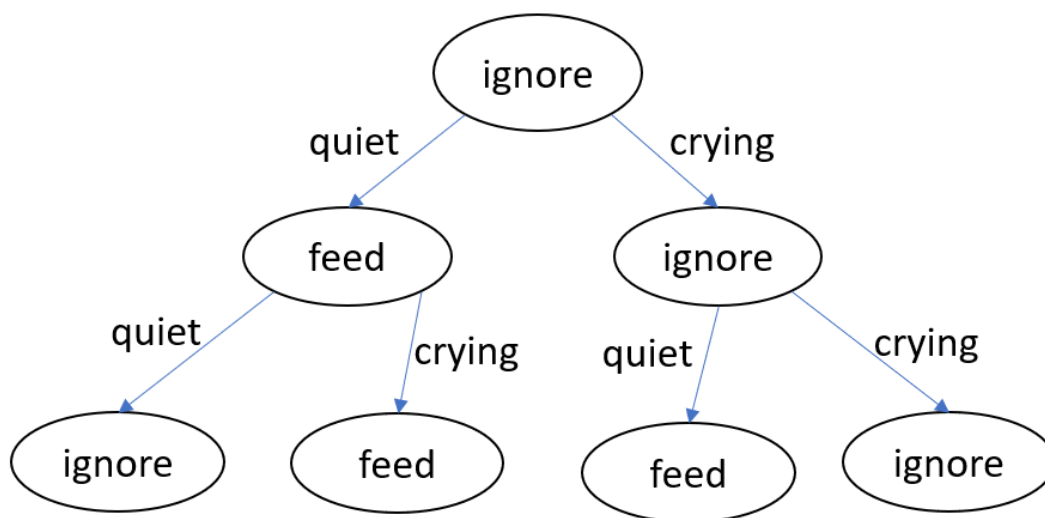 ignore
quiet
crying
feed
ignore
quiet
crying
quiet
crying
ignore
feed
feed
ignore